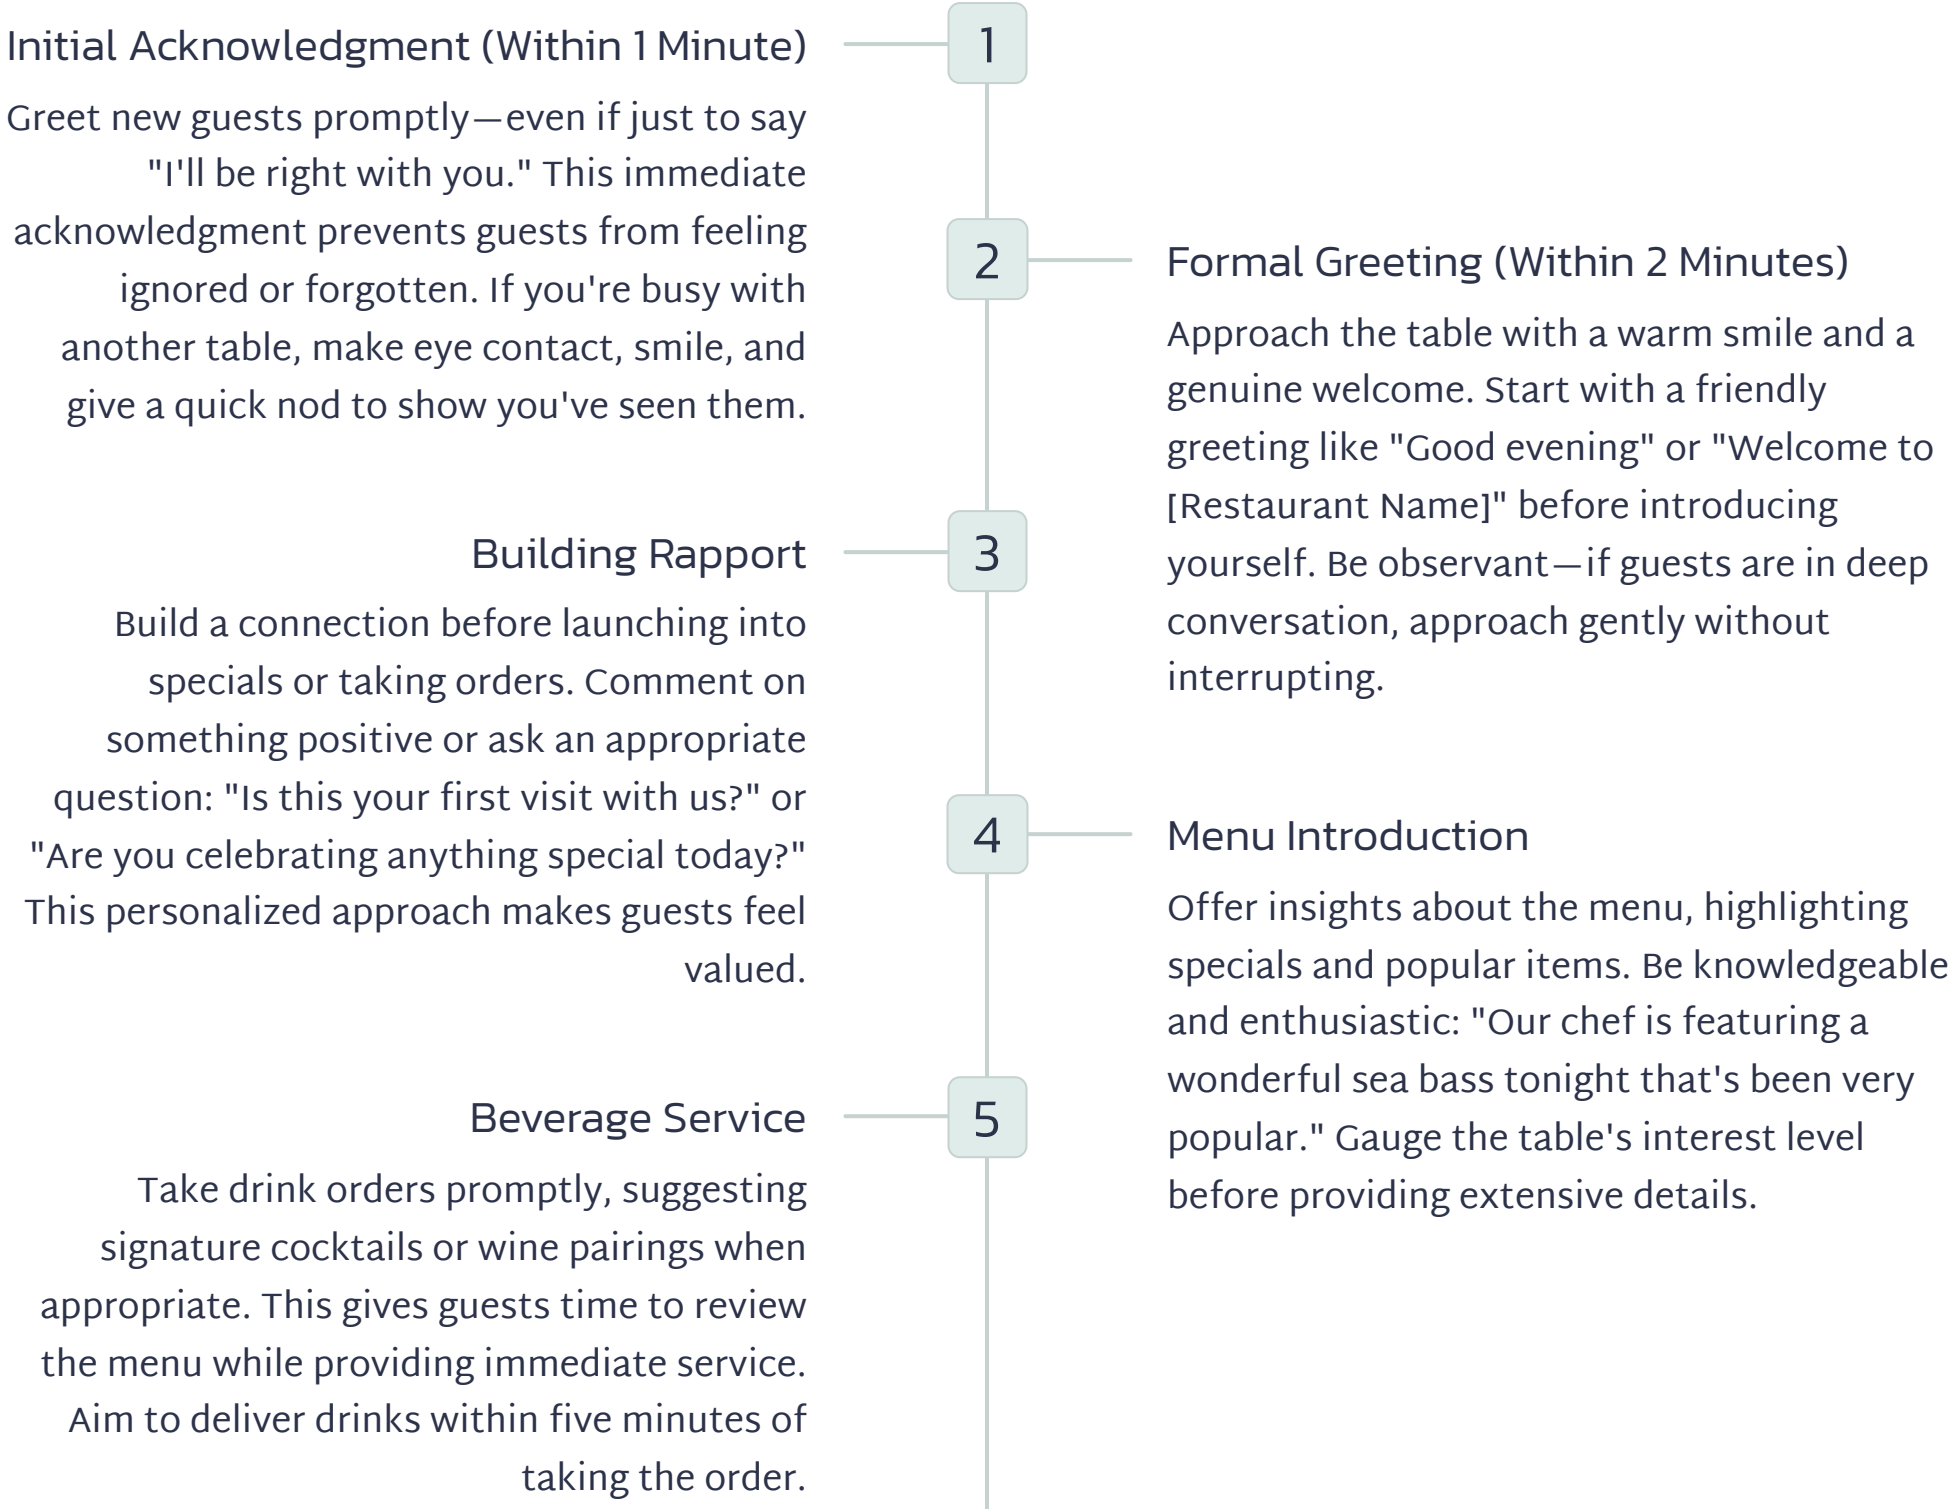 1
Initial Acknowledgment (Within 1 Minute)
Greet new guests promptly—even if just to say
"I'll be right with you." This immediate
acknowledgment prevents guests from feeling
ignored or forgotten. If you're busy with
another table, make eye contact, smile, and
give a quick nod to show you've seen them.
2
Formal Greeting (Within 2 Minutes)
Approach the table with a warm smile and a
genuine welcome. Start with a friendly
greeting like "Good evening" or "Welcome to
[Restaurant Name]" before introducing
yourself. Be observant—if guests are in deep
conversation, approach gently without
interrupting.
3
Building Rapport
Build a connection before launching into
specials or taking orders. Comment on
something positive or ask an appropriate
question: "Is this your first visit with us?" or
"Are you celebrating anything special today?"
This personalized approach makes guests feel
valued.
4
Menu Introduction
Offer insights about the menu, highlighting
specials and popular items. Be knowledgeable
and enthusiastic: "Our chef is featuring a
wonderful sea bass tonight that's been very
popular." Gauge the table's interest level
before providing extensive details.
5
Beverage Service
Take drink orders promptly, suggesting
signature cocktails or wine pairings when
appropriate. This gives guests time to review
the menu while providing immediate service.
Aim to deliver drinks within five minutes of
taking the order.